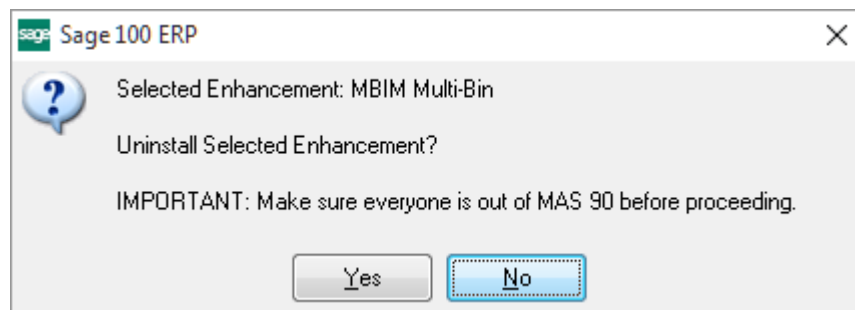 sage Sage 100 ERP
?
Selected Enhancement: MBIM Multi-Bin
Uninstall Selected Enhancement?
IMPORTANT: Make sure everyone is out of MAS 90 before proceeding.
Yes No